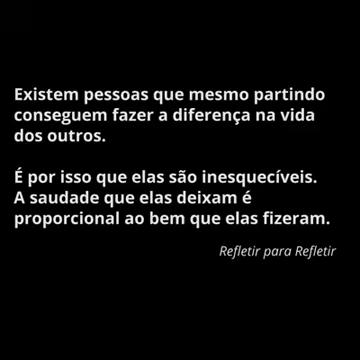 Existem pessoas que mesmo partindo
conseguem fazer a diferença na vida
dos outros.
É por isso que elas são inesquecíveis.
A saudade que elas deixam é
proporcional ao bem que elas fizeram.
Refletir para Refletir